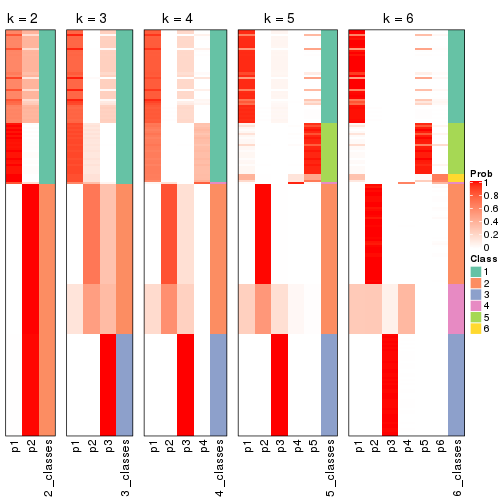 k = 2
k = 3
k = 4
k = 5
k = 6
Prob
1
0.8
0.6
0.4
0.2
0
Class
1
2
3
4
5
6
p1
p2
2_classes
p1
p2
p3
3_classes
p1
p2
p3
p4
4_classes
p1
p2
p3
p4
p5
5_classes
p1
p2
p3
p4
p5
p6
6_classes